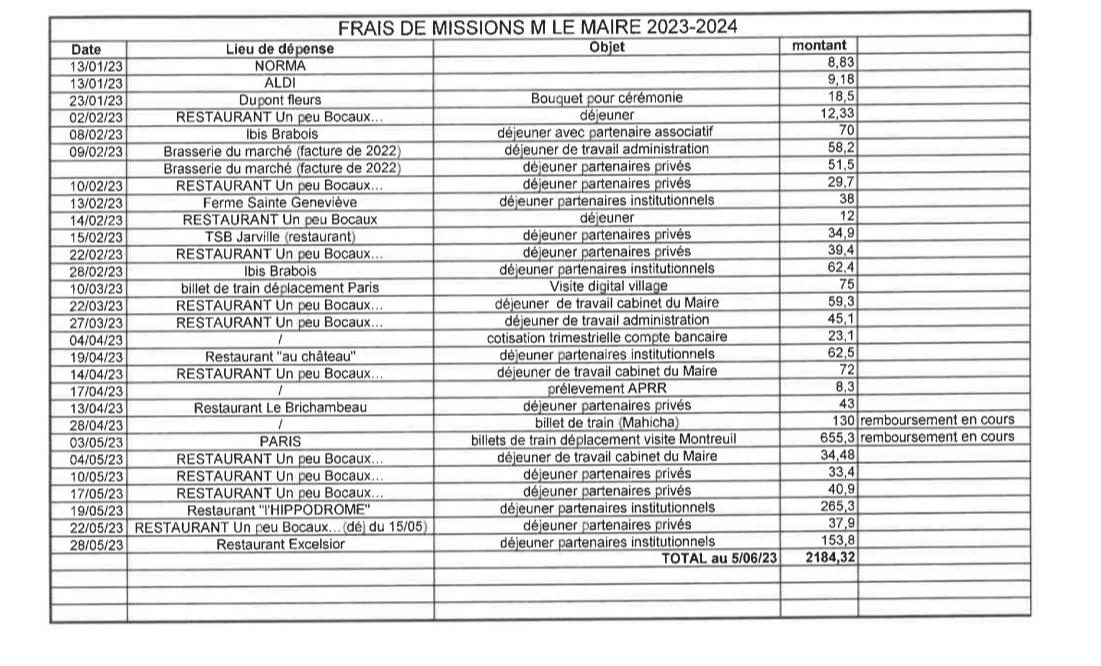 FRAIS DE MISSIONS M LE MAIRE 2023-2024
Date Lieu de dépense Objet montant
13/01/23 NORMA 8,83
13/01/23 ALDI 9,18
23/01/23 Dupont fleurs Bouquet pour cérémonie 18,5
02/02/23 RESTAURANT Un peu Bocaux... déjeuner 12,33
08/02/23 Ibis Brabois déjeuner avec partenaire associatif 70
09/02/23 Brasserie du marché (facture de 2022) déjeuner de travail administration 58,2
Brasserie du marché (facture de 2022) déjeuner partenaires privés 51,5
10/02/23 RESTAURANT Un peu Bocaux... déjeuner partenaires privés 29,7
13/02/23 Ferme Sainte Geneviève déjeuner partenaires institutionnels 38
14/02/23 RESTAURANT Un peu Bocaux déjeuner 12
15/02/23 TSB Jarville (restaurant) déjeuner partenaires privés 34,9
22/02/23 RESTAURANT Un peu Bocaux... déjeuner partenaires privés 39,4
28/02/23 Ibis Brabois déjeuner partenaires institutionnels 62,4
10/03/23 billet de train déplacement Paris Visite digital village 75
22/03/23 RESTAURANT Un peu Bocaux... déjeuner de travail cabinet du Maire 59,3
27/03/23 RESTAURANT Un peu Bocaux... déjeuner de travail administration 45,1
04/04/23 / cotisation trimestrielle compte bancaire 23,1
19/04/23 Restaurant "au château" déjeuner partenaires institutionnels 62,5
14/04/23 RESTAURANT Un peu Bocaux... déjeuner de travail cabinet du Maire 72
17/04/23 / prélevement APRR 8,3
13/04/23 Restaurant Le Brichambeau déjeuner partenaires privés 43
28/04/23 / billet de train (Mahicha) 130 remboursement en cours
03/05/23 PARIS billets de train déplacement visite Montreuil 655,3 remboursement en cours
04/05/23 RESTAURANT Un peu Bocaux... déjeuner de travail cabinet du Maire 34,48
10/05/23 RESTAURANT Un peu Bocaux... déjeuner partenaires privés 33,4
17/05/23 RESTAURANT Un peu Bocaux... déjeuner partenaires privés 40,9
19/05/23 Restaurant "l'HIPPODROME" déjeuner partenaires institutionnels 265,3
22/05/23 RESTAURANT Un peu Bocaux...(déj du 15/05) déjeuner partenaires privés 37,9
28/05/23 Restaurant Excelsior déjeuner partenaires institutionnels 153,8
TOTAL au 5/06/23 2184,32